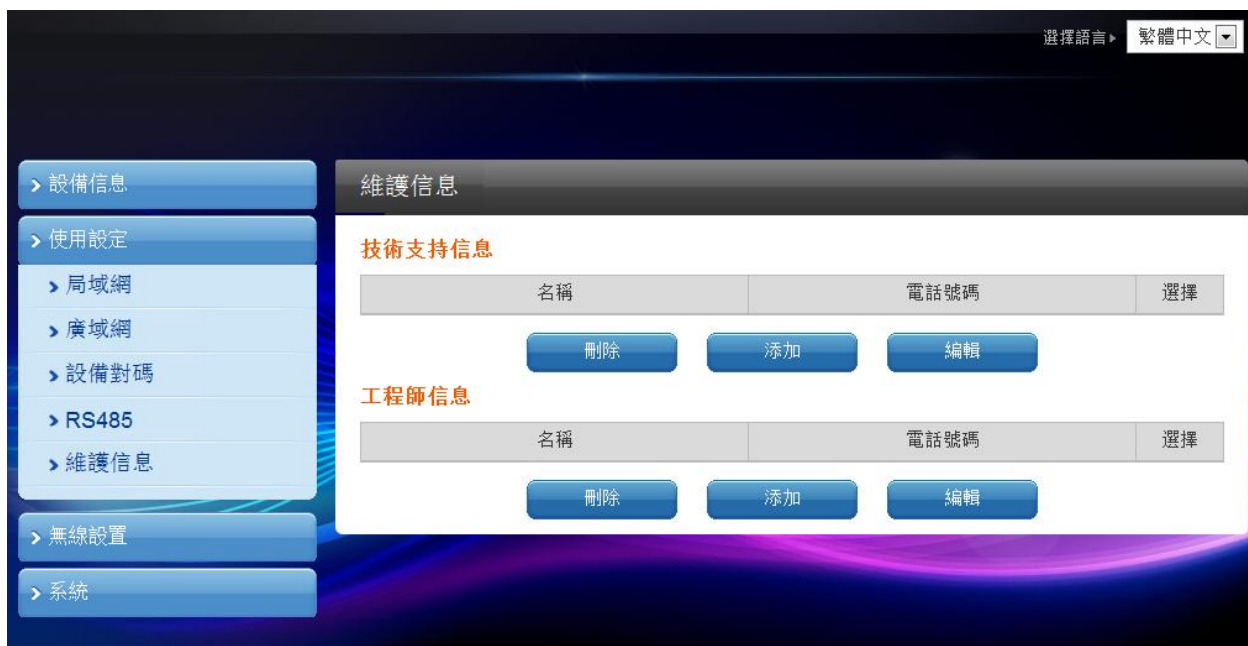 選擇語言
繁體中文
設備信息
使用設定
局域網
廣域網
設備對碼
RS485
維護信息
無線設置
系統
維護信息
技術支持信息
名稱 電話號碼 選擇
刪除 添加 編輯
工程師信息
名稱 電話號碼 選擇
刪除 添加 編輯